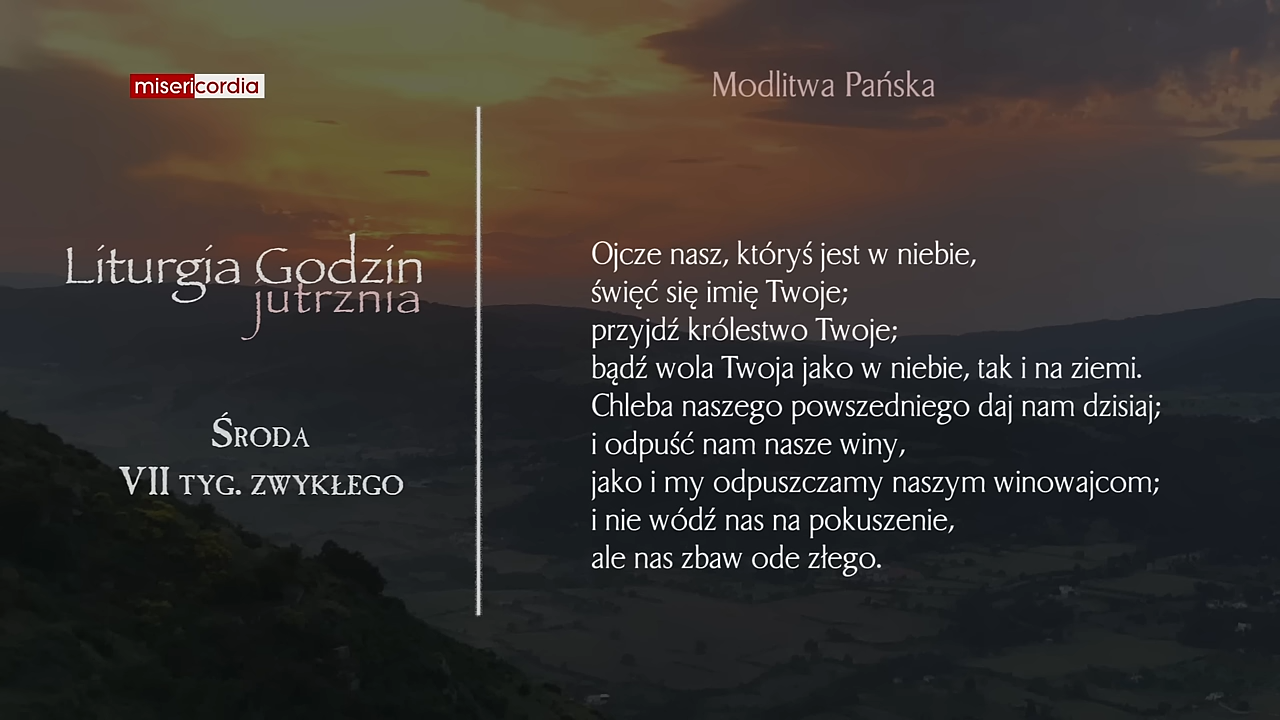 misericordia
Modlitwa Pańska
Liturgia Godzin
jutrznia
Środa
VII tyg. zwykłego
Ojcze nasz, któryś jest w niebie,
święć się imię Twoje;
przyjdź królestwo Twoje;
bądź wola Twoja jako w niebie, tak i na ziemi.
Chleba naszego powszedniego daj nam dzisiaj;
i odpuść nam nasze winy,
jako i my odpuszczamy naszym winowajcom;
i nie wódź nas na pokuszenie,
ale nas zbaw ode złego.